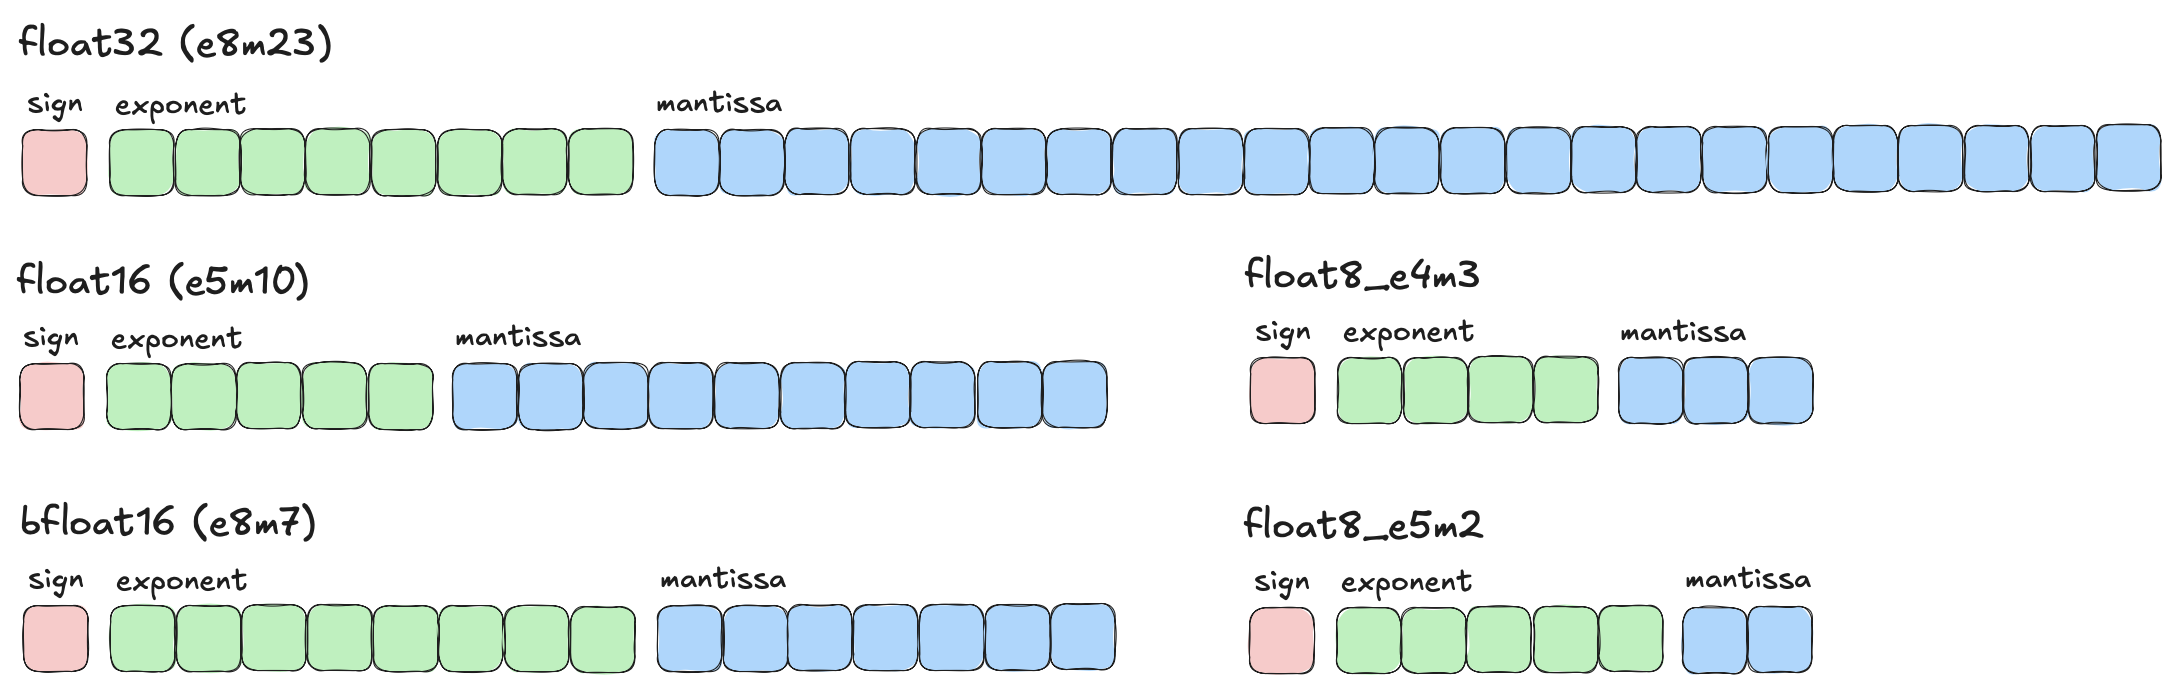 float32 (e8m23)
sign exponent mantissa
float16 (e5m10)
sign exponent mantissa
float8_e4m3
sign exponent mantissa
bfloat16 (e8m7)
sign exponent mantissa
float8_e5m2
sign exponent mantissa